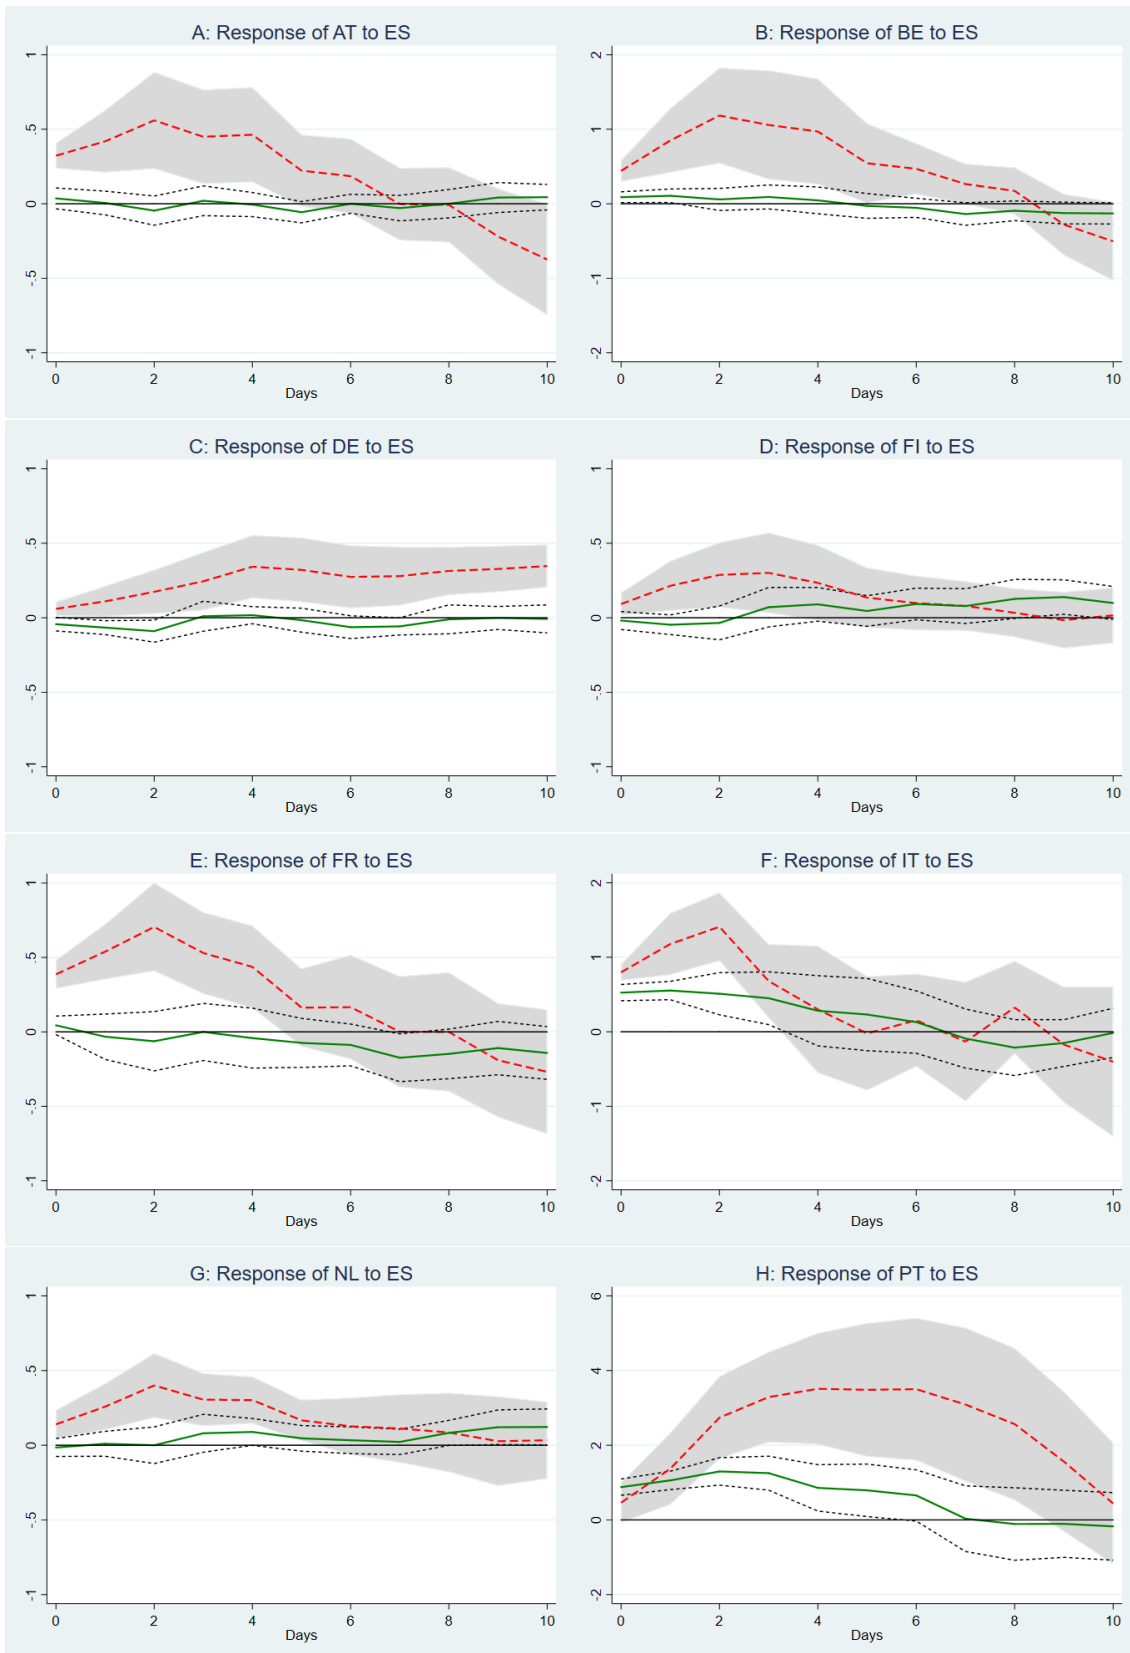 A: Response of AT to ES
1
.5
0
-.5
-1
0 2 4 6 8 10
Days
B: Response of BE to ES
2
1
0
-1
-2
0 2 4 6 8 10
Days
C: Response of DE to ES
1
.5
0
-.5
-1
0 2 4 6 8 10
Days
D: Response of FI to ES
1
.5
0
-.5
-1
0 2 4 6 8 10
Days
E: Response of FR to ES
1
.5
0
-.5
-1
0 2 4 6 8 10
Days
F: Response of IT to ES
2
1
0
-1
-2
0 2 4 6 8 10
Days
G: Response of NL to ES
1
.5
0
-.5
-1
0 2 4 6 8 10
Days
H: Response of PT to ES
6
4
2
0
-2
0 2 4 6 8 10
Days